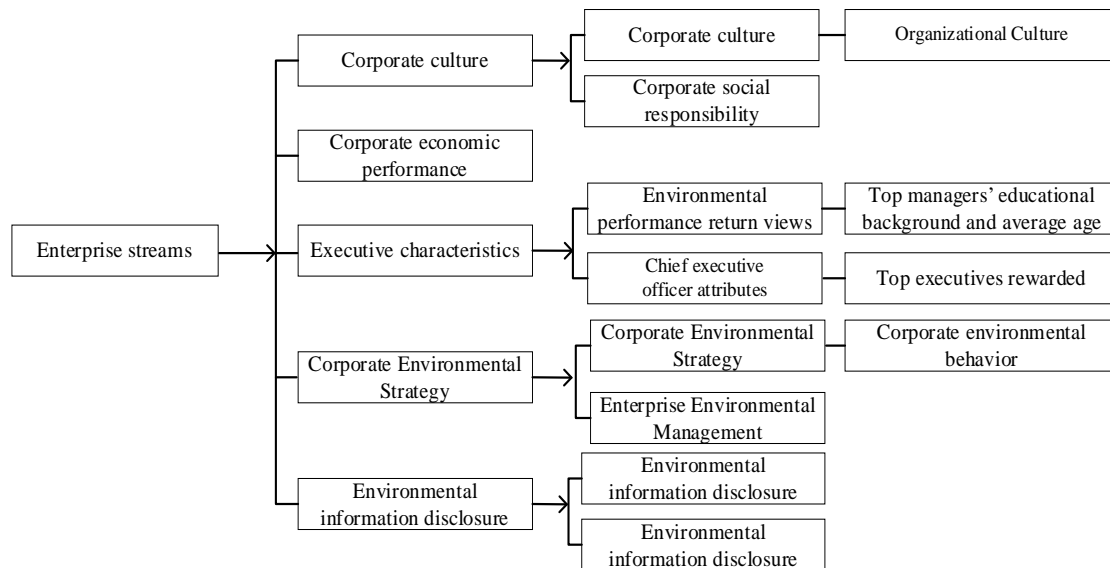 Enterprise streams
Corporate culture
Corporate economic
performance
Executive characteristics
Corporate Environmental
Strategy
Environmental
information disclosure
Corporate culture
Corporate social
responsibility
Environmental
performance return views
Chief executive
officer attributes
Corporate Environmental
Strategy
Enterprise Environmental
Management
Environmental
information disclosure
Environmental
information disclosure
Organizational Culture
Top managers’ educational
background and average age
Top executives rewarded
Corporate environmental
behavior